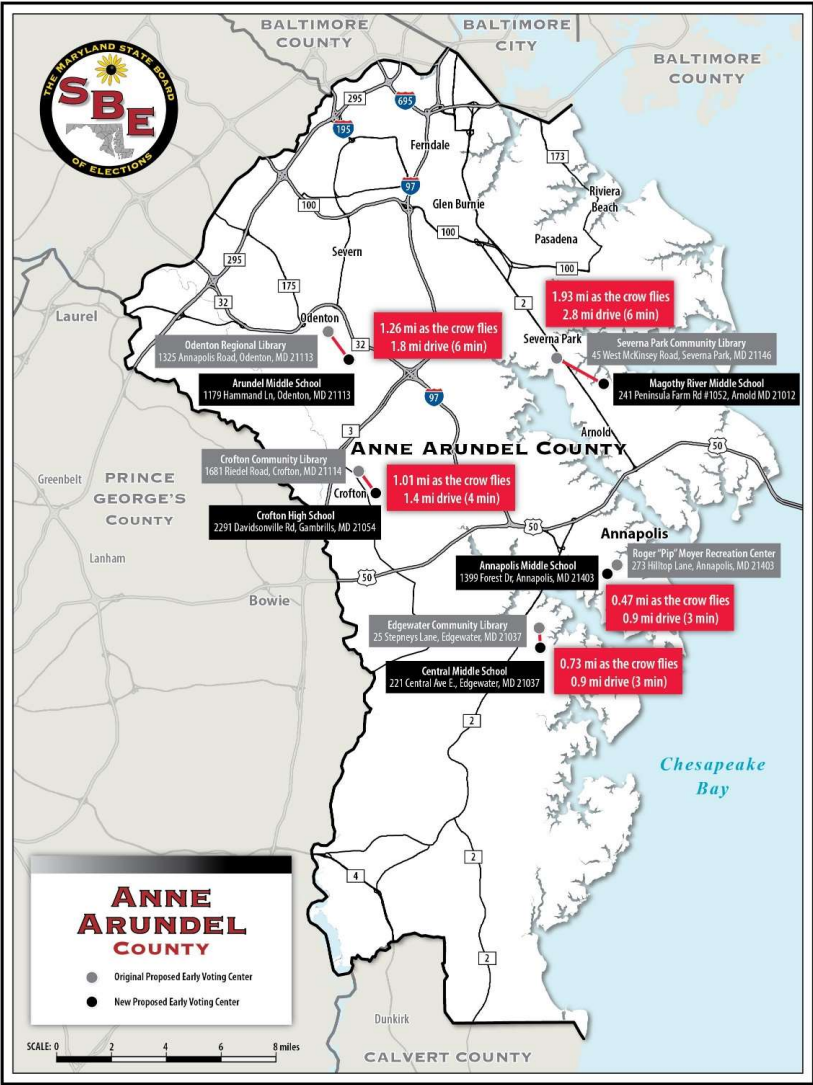 BALTIMORE
COUNTY
BALTIMORE
CITY
BALTIMORE
COUNTY
THE MARYLAND STATE BOARD
SBE
OF ELECTIONS
295
695
195
Ferndale
173
97
Riviera
Beach
100
Glen Burnie
100
Pasadena
Severn
295
100
175
32
2
1.93 mi as the crow flies
2.8 mi drive (6 min)
Laurel
Odenton
Odenton Regional Library
1325 Annapolis Road, Odenton, MD 21113
32
1.26 mi as the crow flies
1.8 mi drive (6 min)
Severna Park
Severna Park Community Library
45 West McKinsey Road, Severna Park, MD 21146
Arundel Middle School
1179 Hammand Ln, Odenton, MD 21113
Magothy River Middle School
241 Peninsula Farm Rd #1052, Arnold MD 21012
97
3
Arnold
ANNE ARUNDEL COUNTY
50
Crofton Community Library
1681 Riedel Road, Crofton, MD 21114
Greenbelt
PRINCE
GEORGE'S
COUNTY
Crofton
1.01 mi as the crow flies
1.4 mi drive (4 min)
Crofton High School
2291 Davidsonville Rd, Gambrills, MD 21054
50
Annapolis
Lanham
Annapolis Middle School
1399 Forest Dr, Annapolis, MD 21403
Roger "Pip" Moyer Recreation Center
273 Hilltop Lane, Annapolis, MD 21403
50
Bowie
0.47 mi as the crow flies
0.9 mi drive (3 min)
Edgewater Community Library
25 Stepneys Lane, Edgewater, MD 21037
Central Middle School
221 Central Ave E., Edgewater, MD 21037
0.73 mi as the crow flies
0.9 mi drive (3 min)
2
Chesapeake
Bay
2
4
ANNE
ARUNDEL
COUNTY
Original Proposed Early Voting Center
New Proposed Early Voting Center
2
Dunkirk
SCALE: 0 2 4 6 8 miles
CALVERT COUNTY